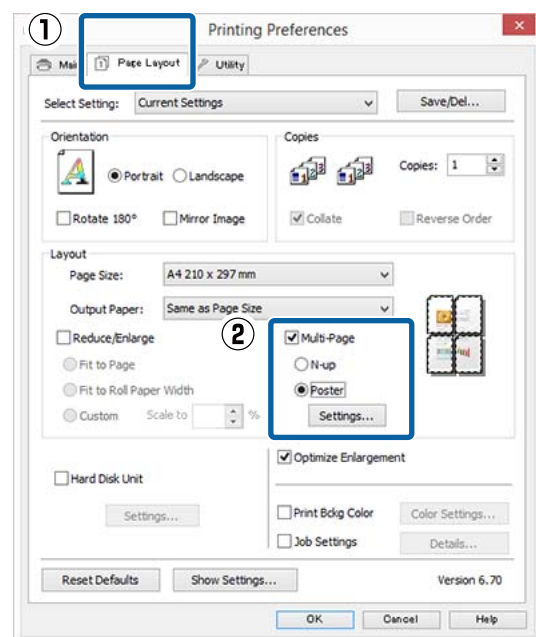 ① Printing Preferences
Main Page Layout Utility
Select Setting: Current Settings Save/Del...
Orientation Copies
Portrait Landscape Copies: 1
Rotate 180° Mirror Image Collate Reverse Order
Layout
Page Size: A4 210 x 297 mm
Output Paper: Same as Page Size
② Reduce/Enlarge Multi-Page
Fit to Page N-up
Fit to Roll Paper Width Poster
Custom Scale to % Settings...
Optimize Enlargement
Hard Disk Unit
Settings... Print Bckg Color Color Settings...
Job Settings Details...
Reset Defaults Show Settings... Version 6.70
OK Cancel Help